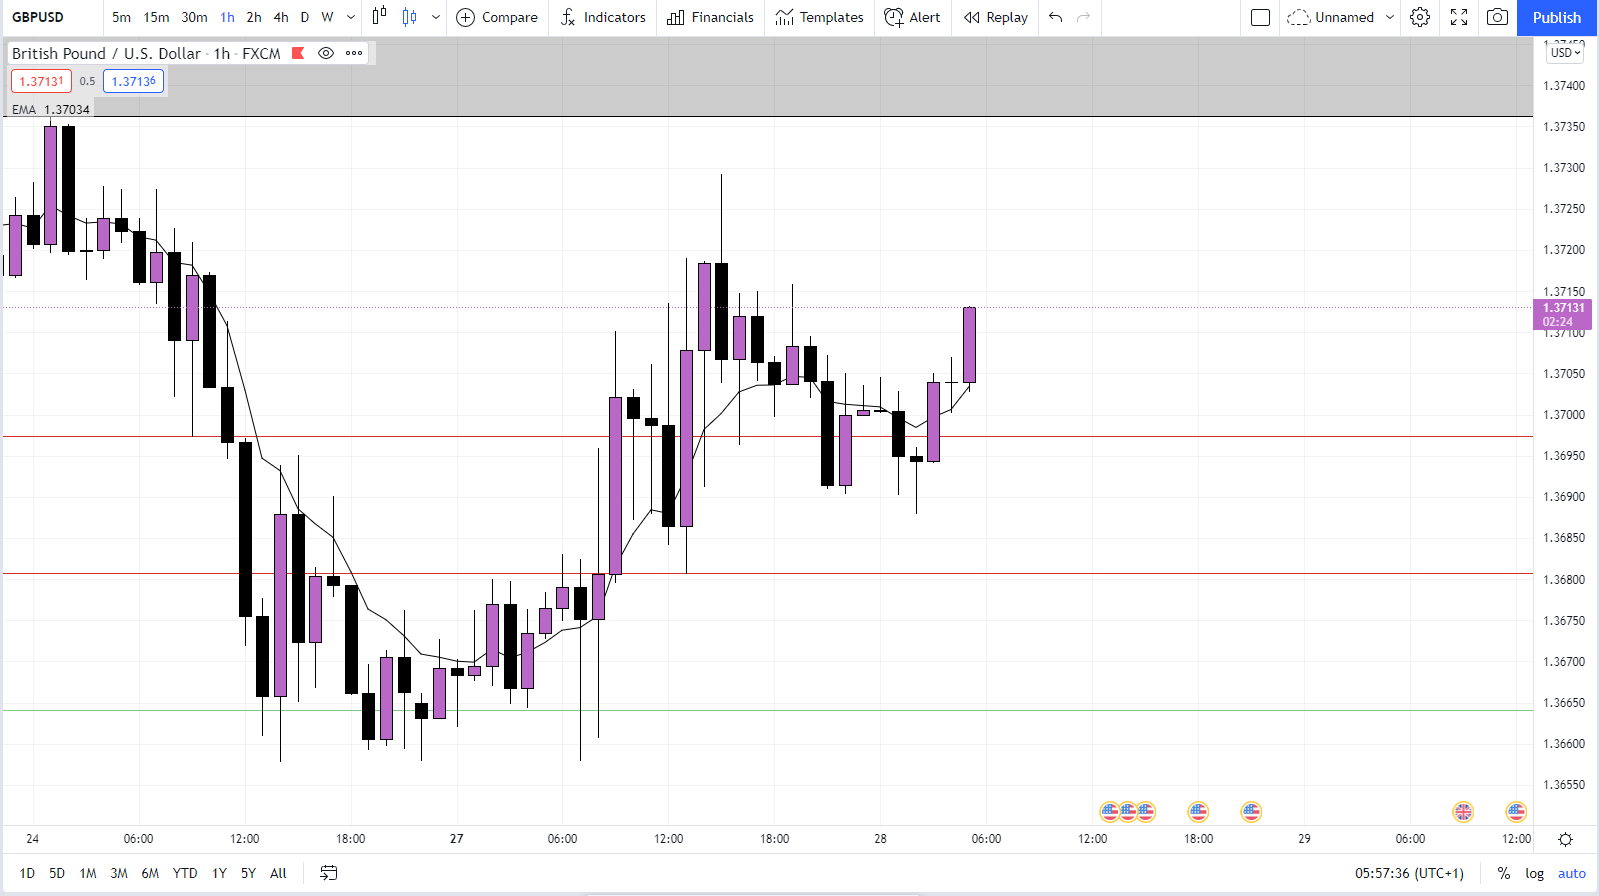 GBPUSD 5m 15m 30m 1h 2h 4h D W Compare Indicators Financials Templates Alert Replay Unnamed Publish
British Pound / U.S. Dollar · 1h · FXCM
1.37131 0.5 1.37136
EMA 1.37034
USD
1.37400
1.37350
1.37300
1.37250
1.37200
1.37150
1.37131
02:24
1.37100
1.37050
1.37000
1.36950
1.36900
1.36850
1.36800
1.36750
1.36700
1.36650
1.36600
1.36550
24 06:00 12:00 18:00 27 06:00 12:00 18:00 28 06:00 12:00 18:00 29 06:00 12:00
1D 5D 1M 3M 6M YTD 1Y 5Y All 05:57:36 (UTC+1) % log auto